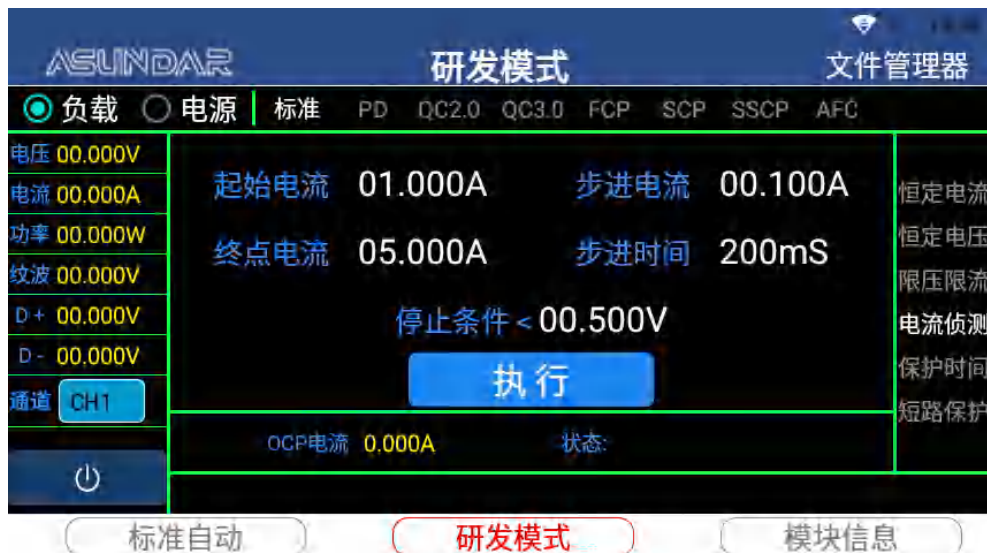 ASUNDAR 研发模式 文件管理器
负载 电源 标准 PD QC2.0 QC3.0 FCP SCP SSCP AFC
电压 00.000V
电流 00.000A
功率 00.000W
纹波 00.000V
D+ 00.000V
D- 00.000V
通道 CH1
起始电流 01.000A 步进电流 00.100A
终点电流 05.000A 步进时间 200mS
停止条件 < 00.500V
执行
OCP电流 0.000A 状态:
恒定电流
恒定电压
限压限流
电流侦测
保护时间
短路保护
标准自动 研发模式 模块信息